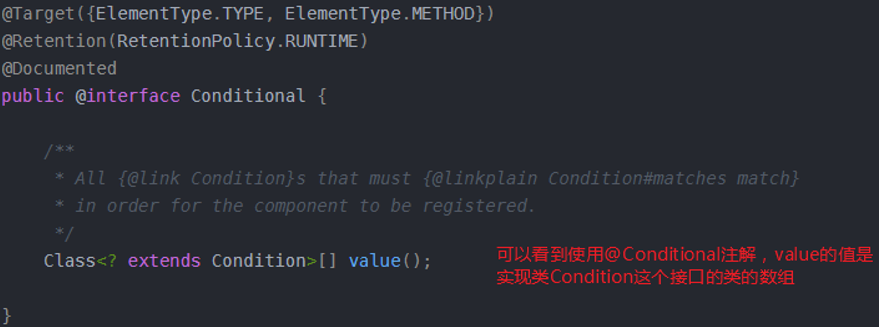 @Target({ElementType.TYPE, ElementType.METHOD})
@Retention(RetentionPolicy.RUNTIME)
@Documented
public @interface Conditional {
/**
* All {@link Condition}s that must {@linkplain Condition#matches match}
* in order for the component to be registered.
*/
Class<? extends Condition>[] value();
可以看到使用@Conditional注解，value的值是
实现类Condition这个接口的类的数组
}